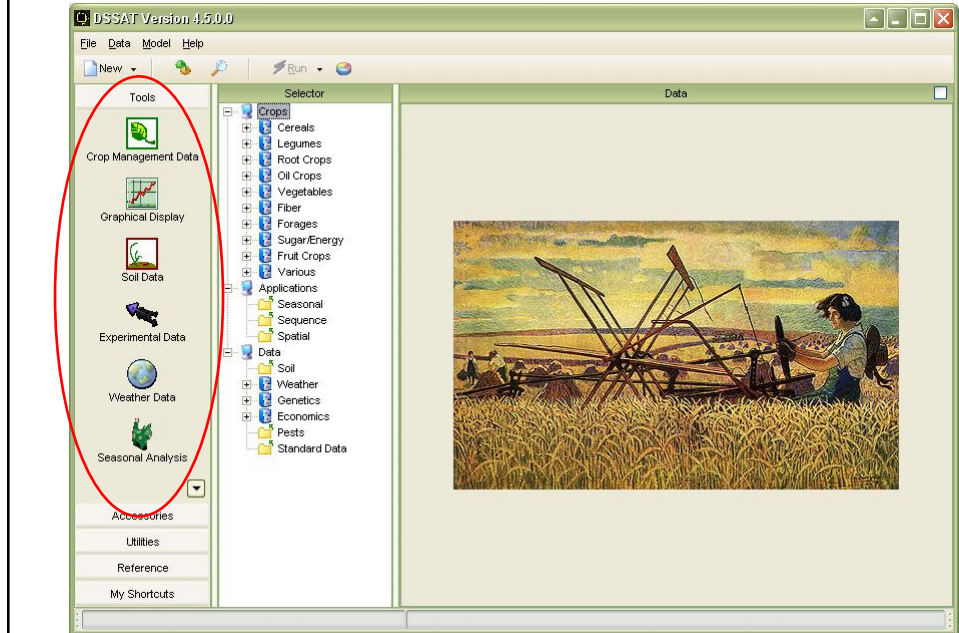 DSSAT Version 4.5.0.0
File Data Model Help
New Run
Tools
Crop Management Data
Graphical Display
Soil Data
Experimental Data
Weather Data
Seasonal Analysis
Accessories
Utilities
Reference
My Shortcuts
Selector
Crops
Cereals
Legumes
Root Crops
Oil Crops
Vegetables
Fiber
Forages
Sugar/Energy
Fruit Crops
Various
Applications
Seasonal
Sequence
Spatial
Data
Soil
Weather
Genetics
Economics
Pests
Standard Data
Data